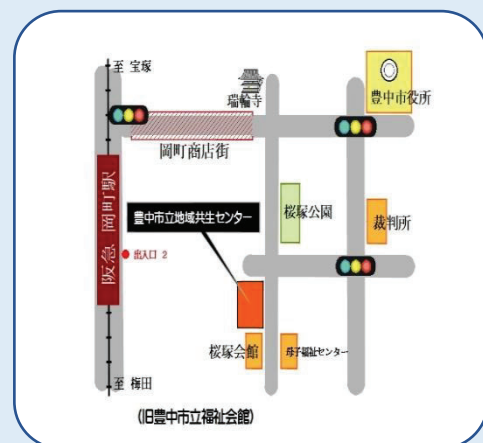 至 宝塚
瑞輪寺
豊中市役所
岡町商店街
阪急 岡町駅
豊中市立地域共生センター
桜塚公園
裁判所
出入口 2
桜塚会館
母子福祉センター
至 梅田
(旧豊中市立福祉会館)